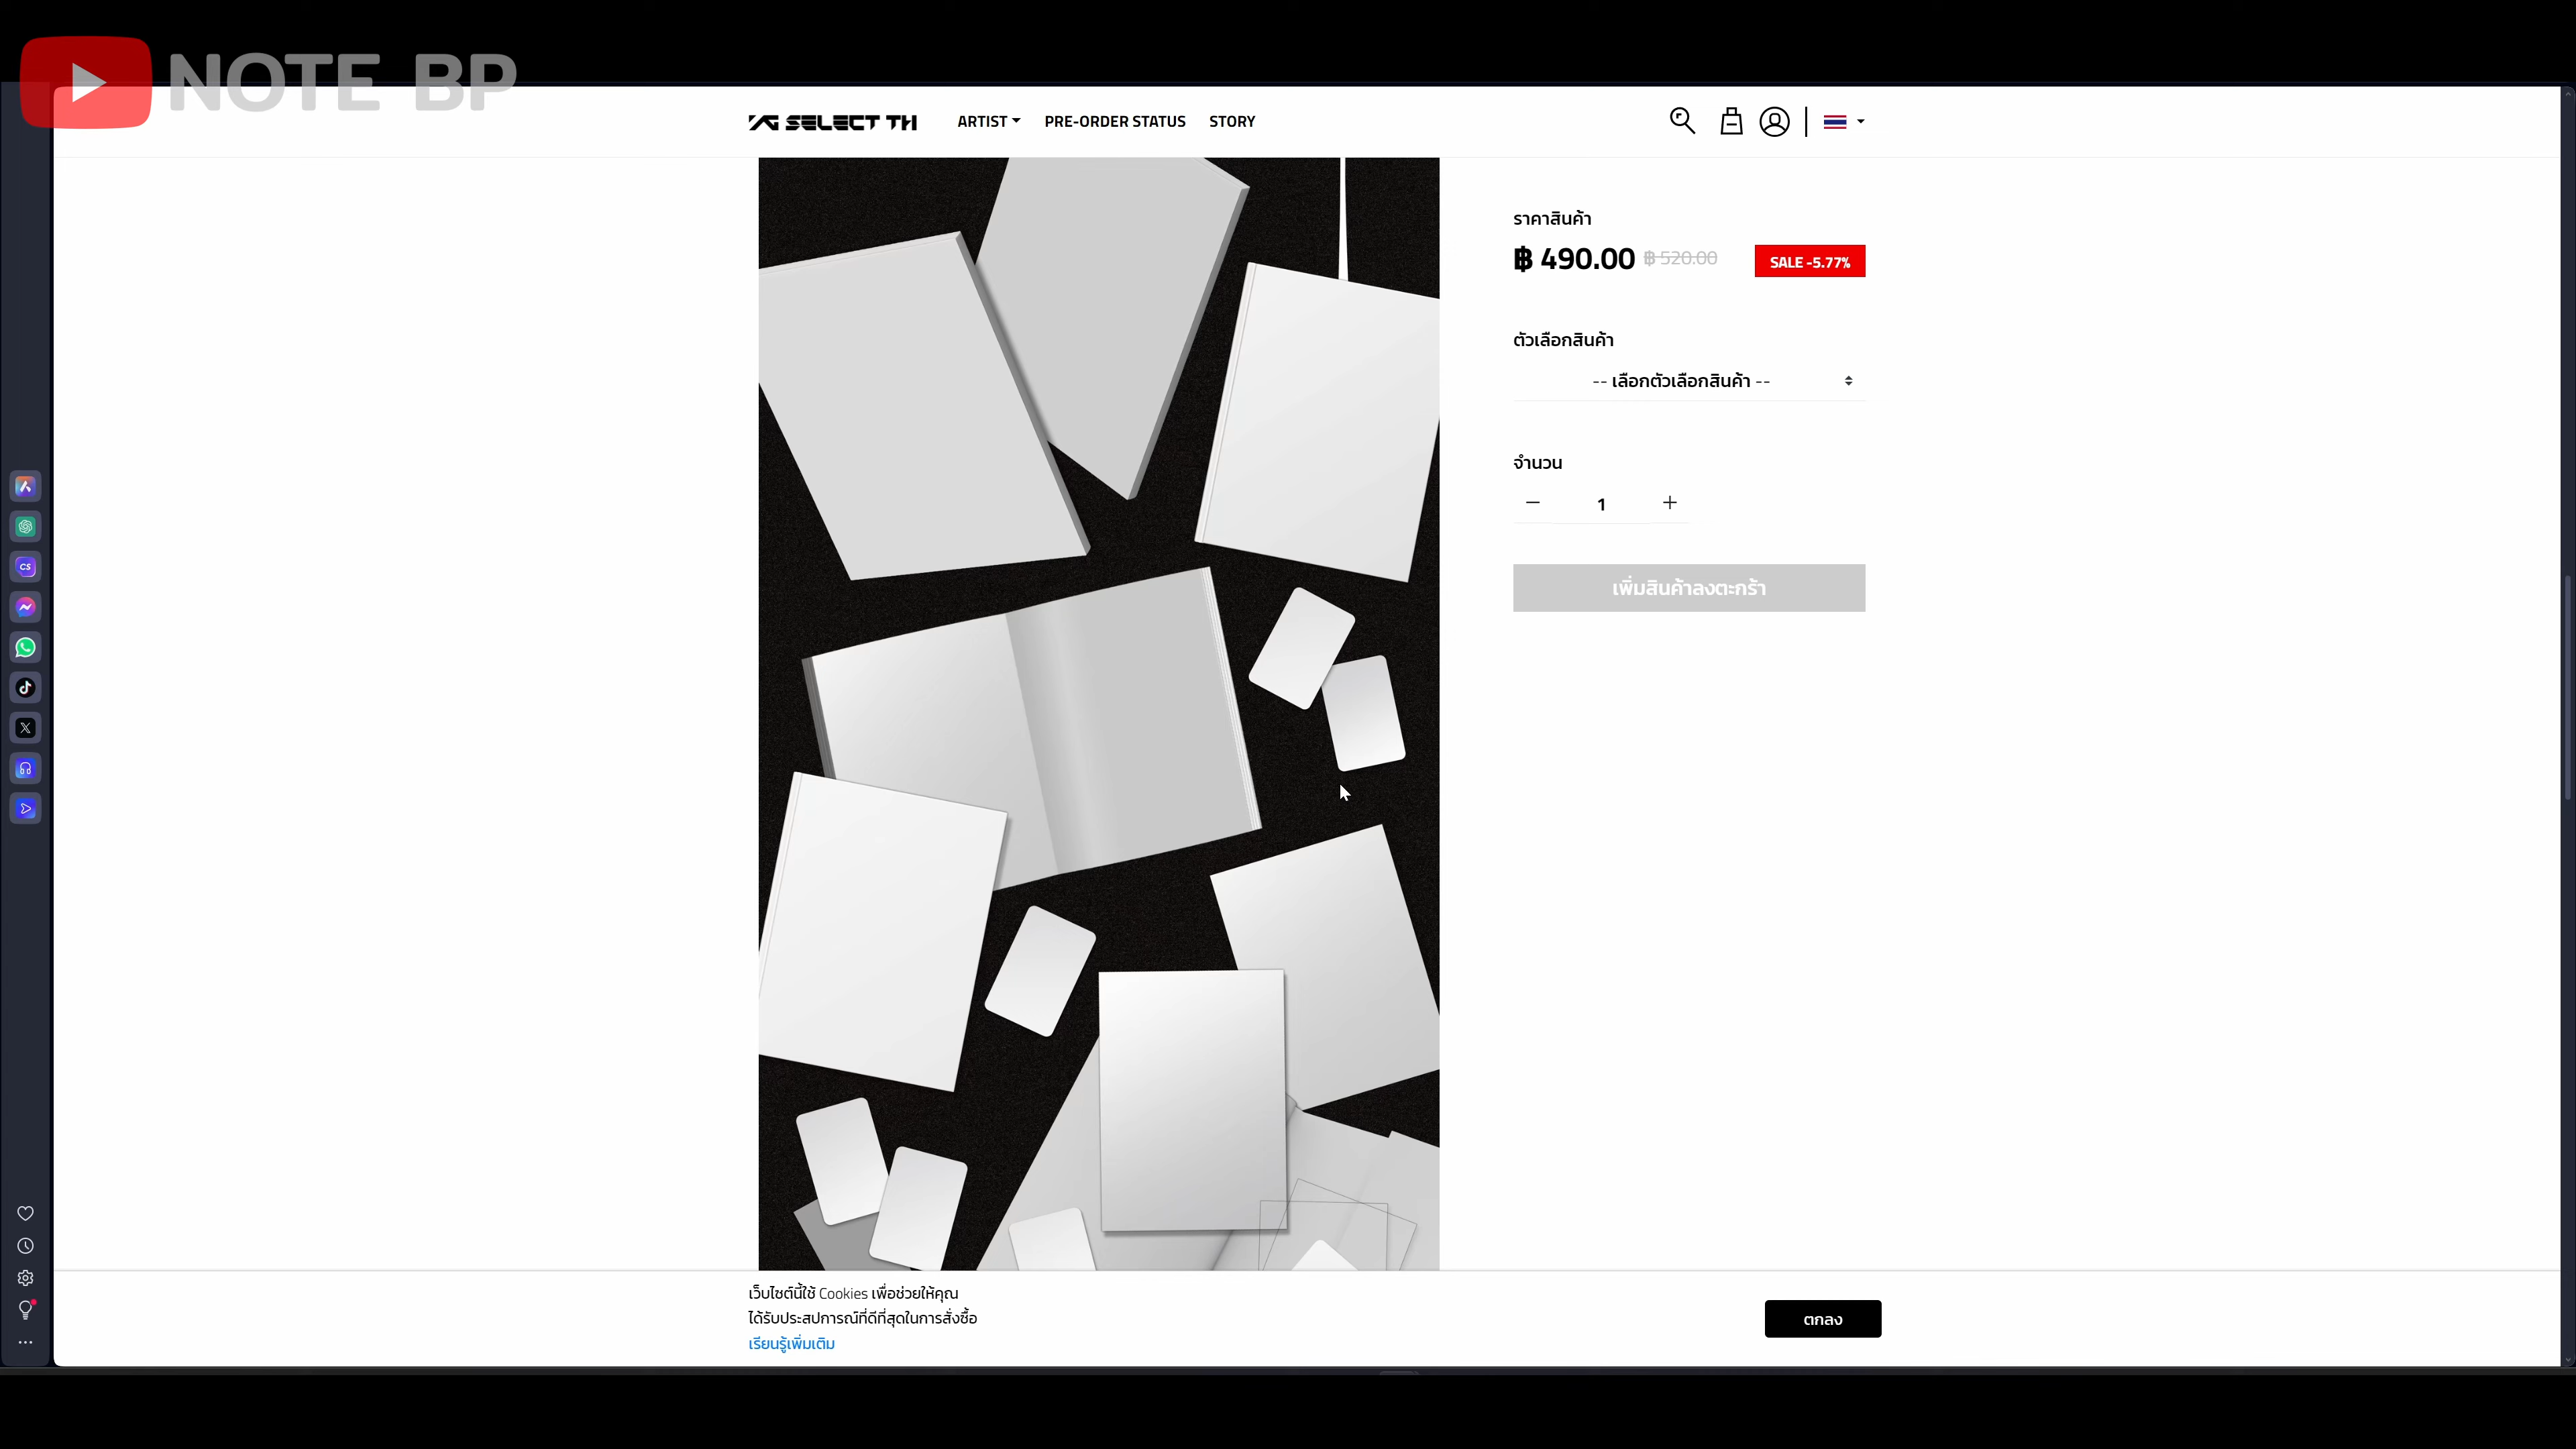 NOTE BP
YG SELECT TH
ARTIST
PRE-ORDER STATUS
STORY
ราคาสินค้า
฿ 490.00
฿ 520.00
SALE -5.77%
ตัวเลือกสินค้า
-- เลือกตัวเลือกสินค้า --
จำนวน
1
เพิ่มสินค้าลงตะกร้า
CS
เว็บไซต์นี้ใช้ Cookies เพื่อช่วยให้คุณ
ได้รับประสปการณ์ที่ดีที่สุดในการสั่งซื้อ
เรียนรู้เพิ่มเติม
ตกลง